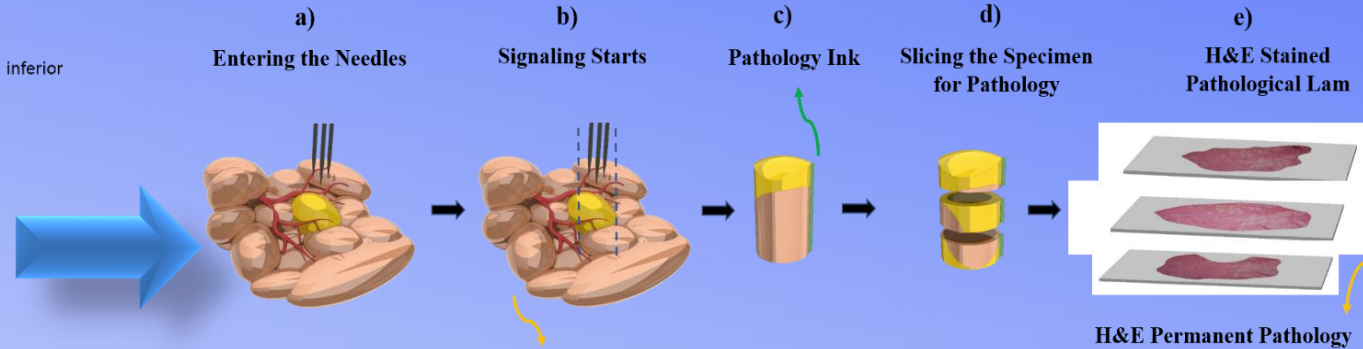 inferior
a)
Entering the Needles
b)
Signaling Starts
c)
Pathology Ink
d)
Slicing the Specimen
for Pathology
e)
H&E Stained
Pathological Lam
H&E Permanent Pathology